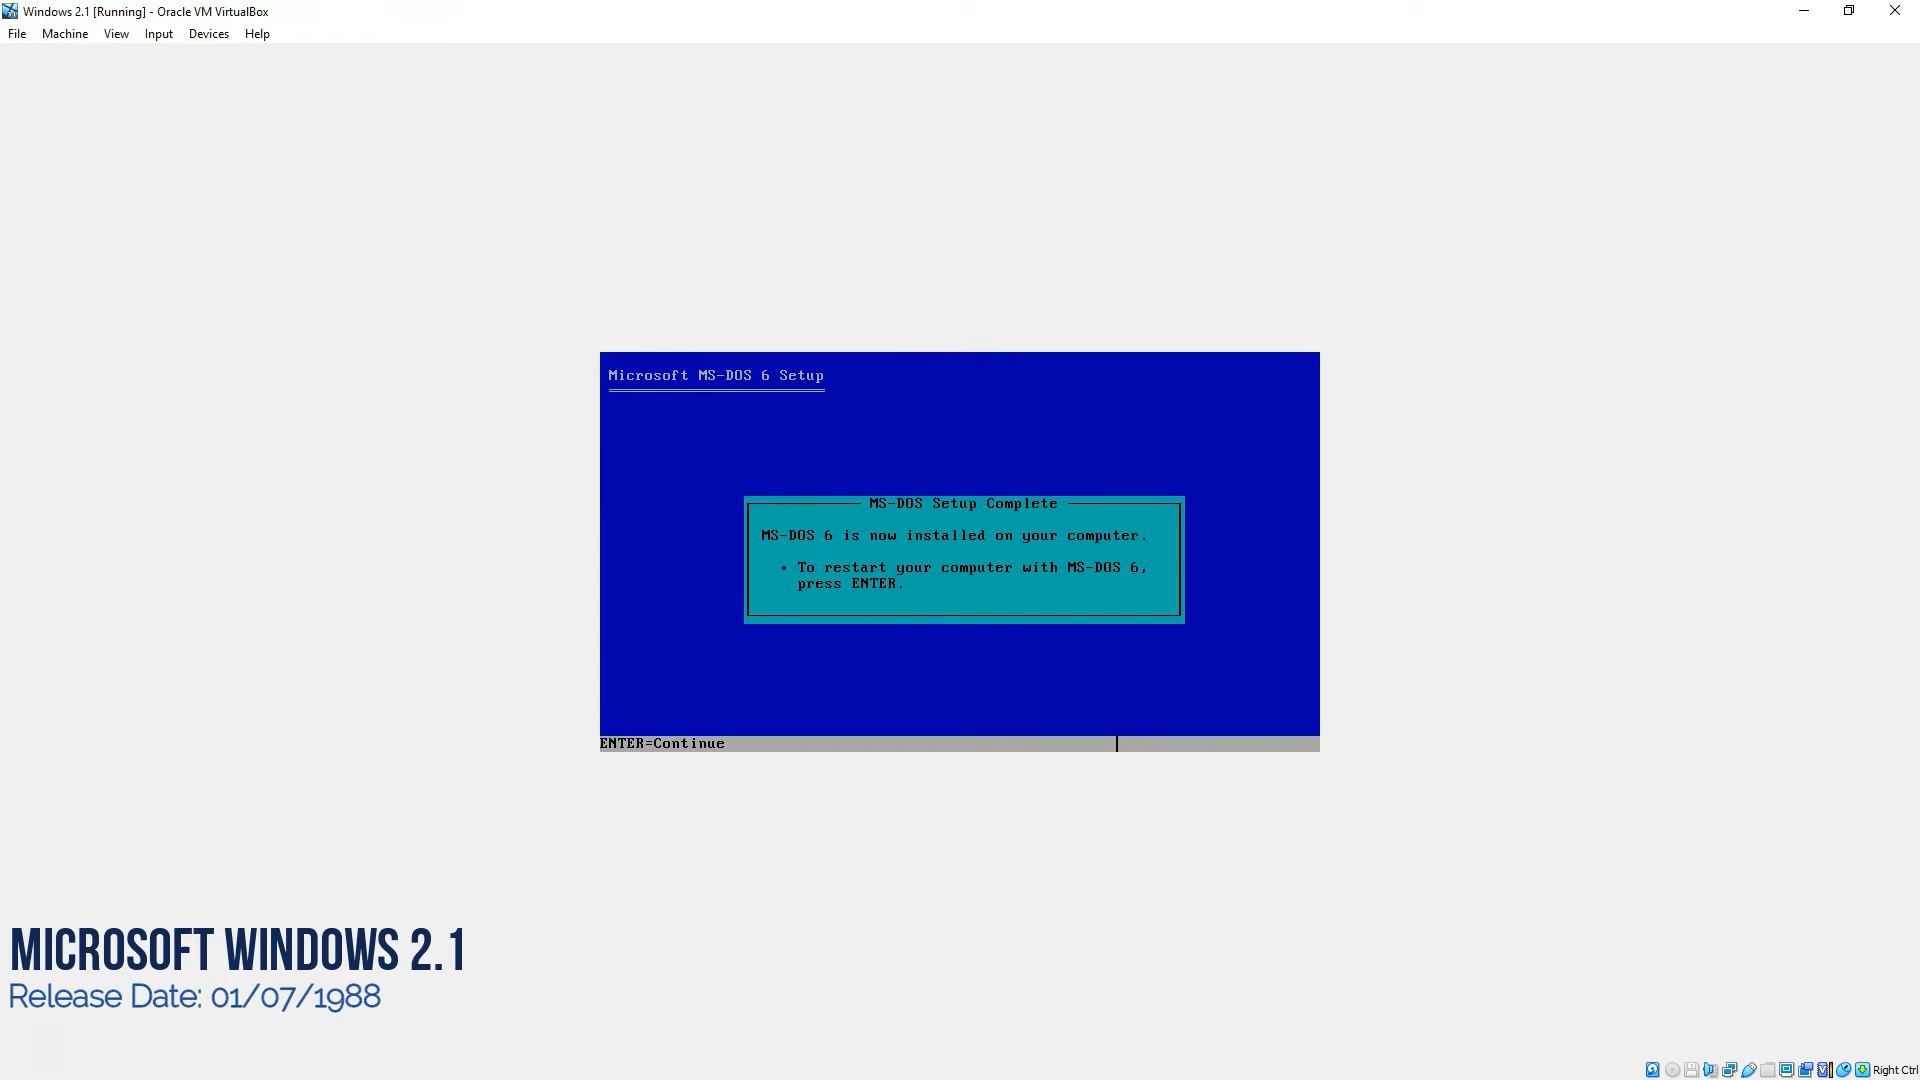 Windows 2.1 [Running] - Oracle VM VirtualBox
File Machine View Input Devices Help
Microsoft MS-DOS 6 Setup
MS-DOS Setup Complete
MS-DOS 6 is now installed on your computer.
• To restart your computer with MS-DOS 6,
press ENTER.
ENTER=Continue
MICROSOFT WINDOWS 2.1
Release Date: 01/07/1988
Right Ctrl